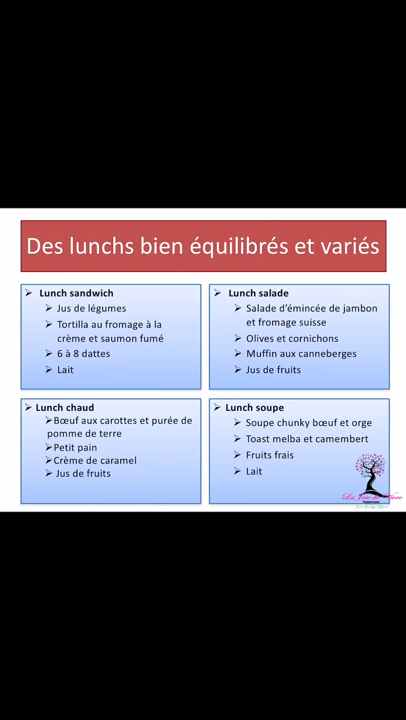 Des lunchs bien équilibrés et variés
Lunch sandwich
Jus de légumes
Tortilla au fromage à la
crème et saumon fumé
6 à 8 dattes
Lait
Lunch salade
Salade d'émincée de jambon
et fromage suisse
Olives et cornichons
Muffin aux canneberges
Jus de fruits
Lunch chaud
Bœuf aux carottes et purée de
pomme de terre
Petit pain
Crème de caramel
Jus de fruits
Lunch soupe
Soupe chunky bœuf et orge
Toast melba et camembert
Fruits frais
Lait